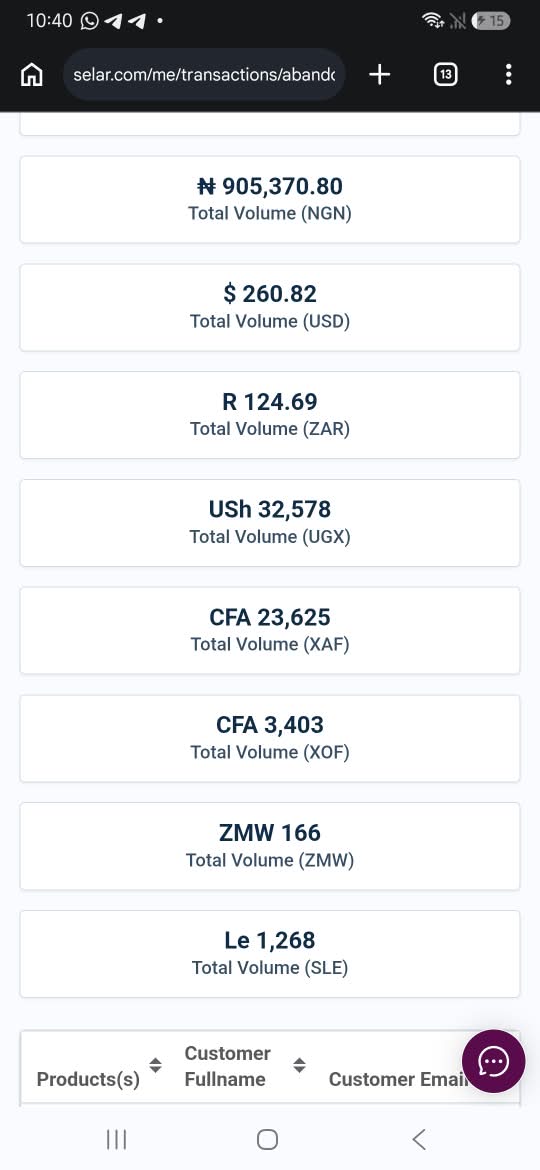 10:40
15
selar.com/me/transactions/aband
13
₦ 905,370.80
Total Volume (NGN)
$ 260.82
Total Volume (USD)
R 124.69
Total Volume (ZAR)
USh 32,578
Total Volume (UGX)
CFA 23,625
Total Volume (XAF)
CFA 3,403
Total Volume (XOF)
ZMW 166
Total Volume (ZMW)
Le 1,268
Total Volume (SLE)
Products(s)
Customer
Fullname
Customer Email